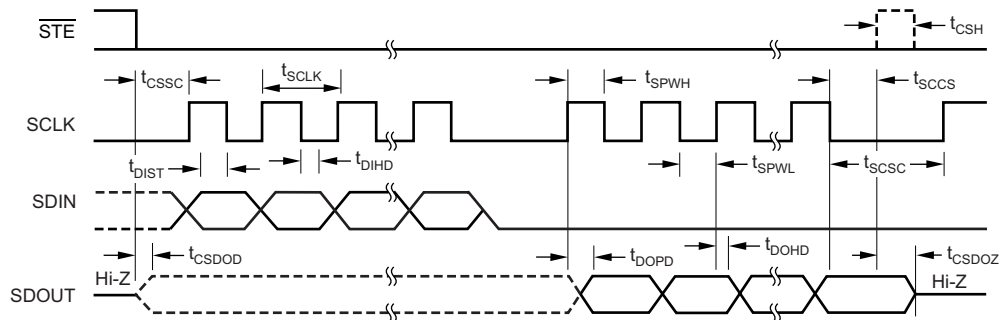 STE
tCSH
tCSSC
tSCLK
tSPWH
tSCCS
SCLK
tDIST
tDIHD
tSPWL
tSCSC
SDIN
tCSDOD
tDOPD
tDOHD
tCSDOZ
Hi-Z
Hi-Z
SDOUT